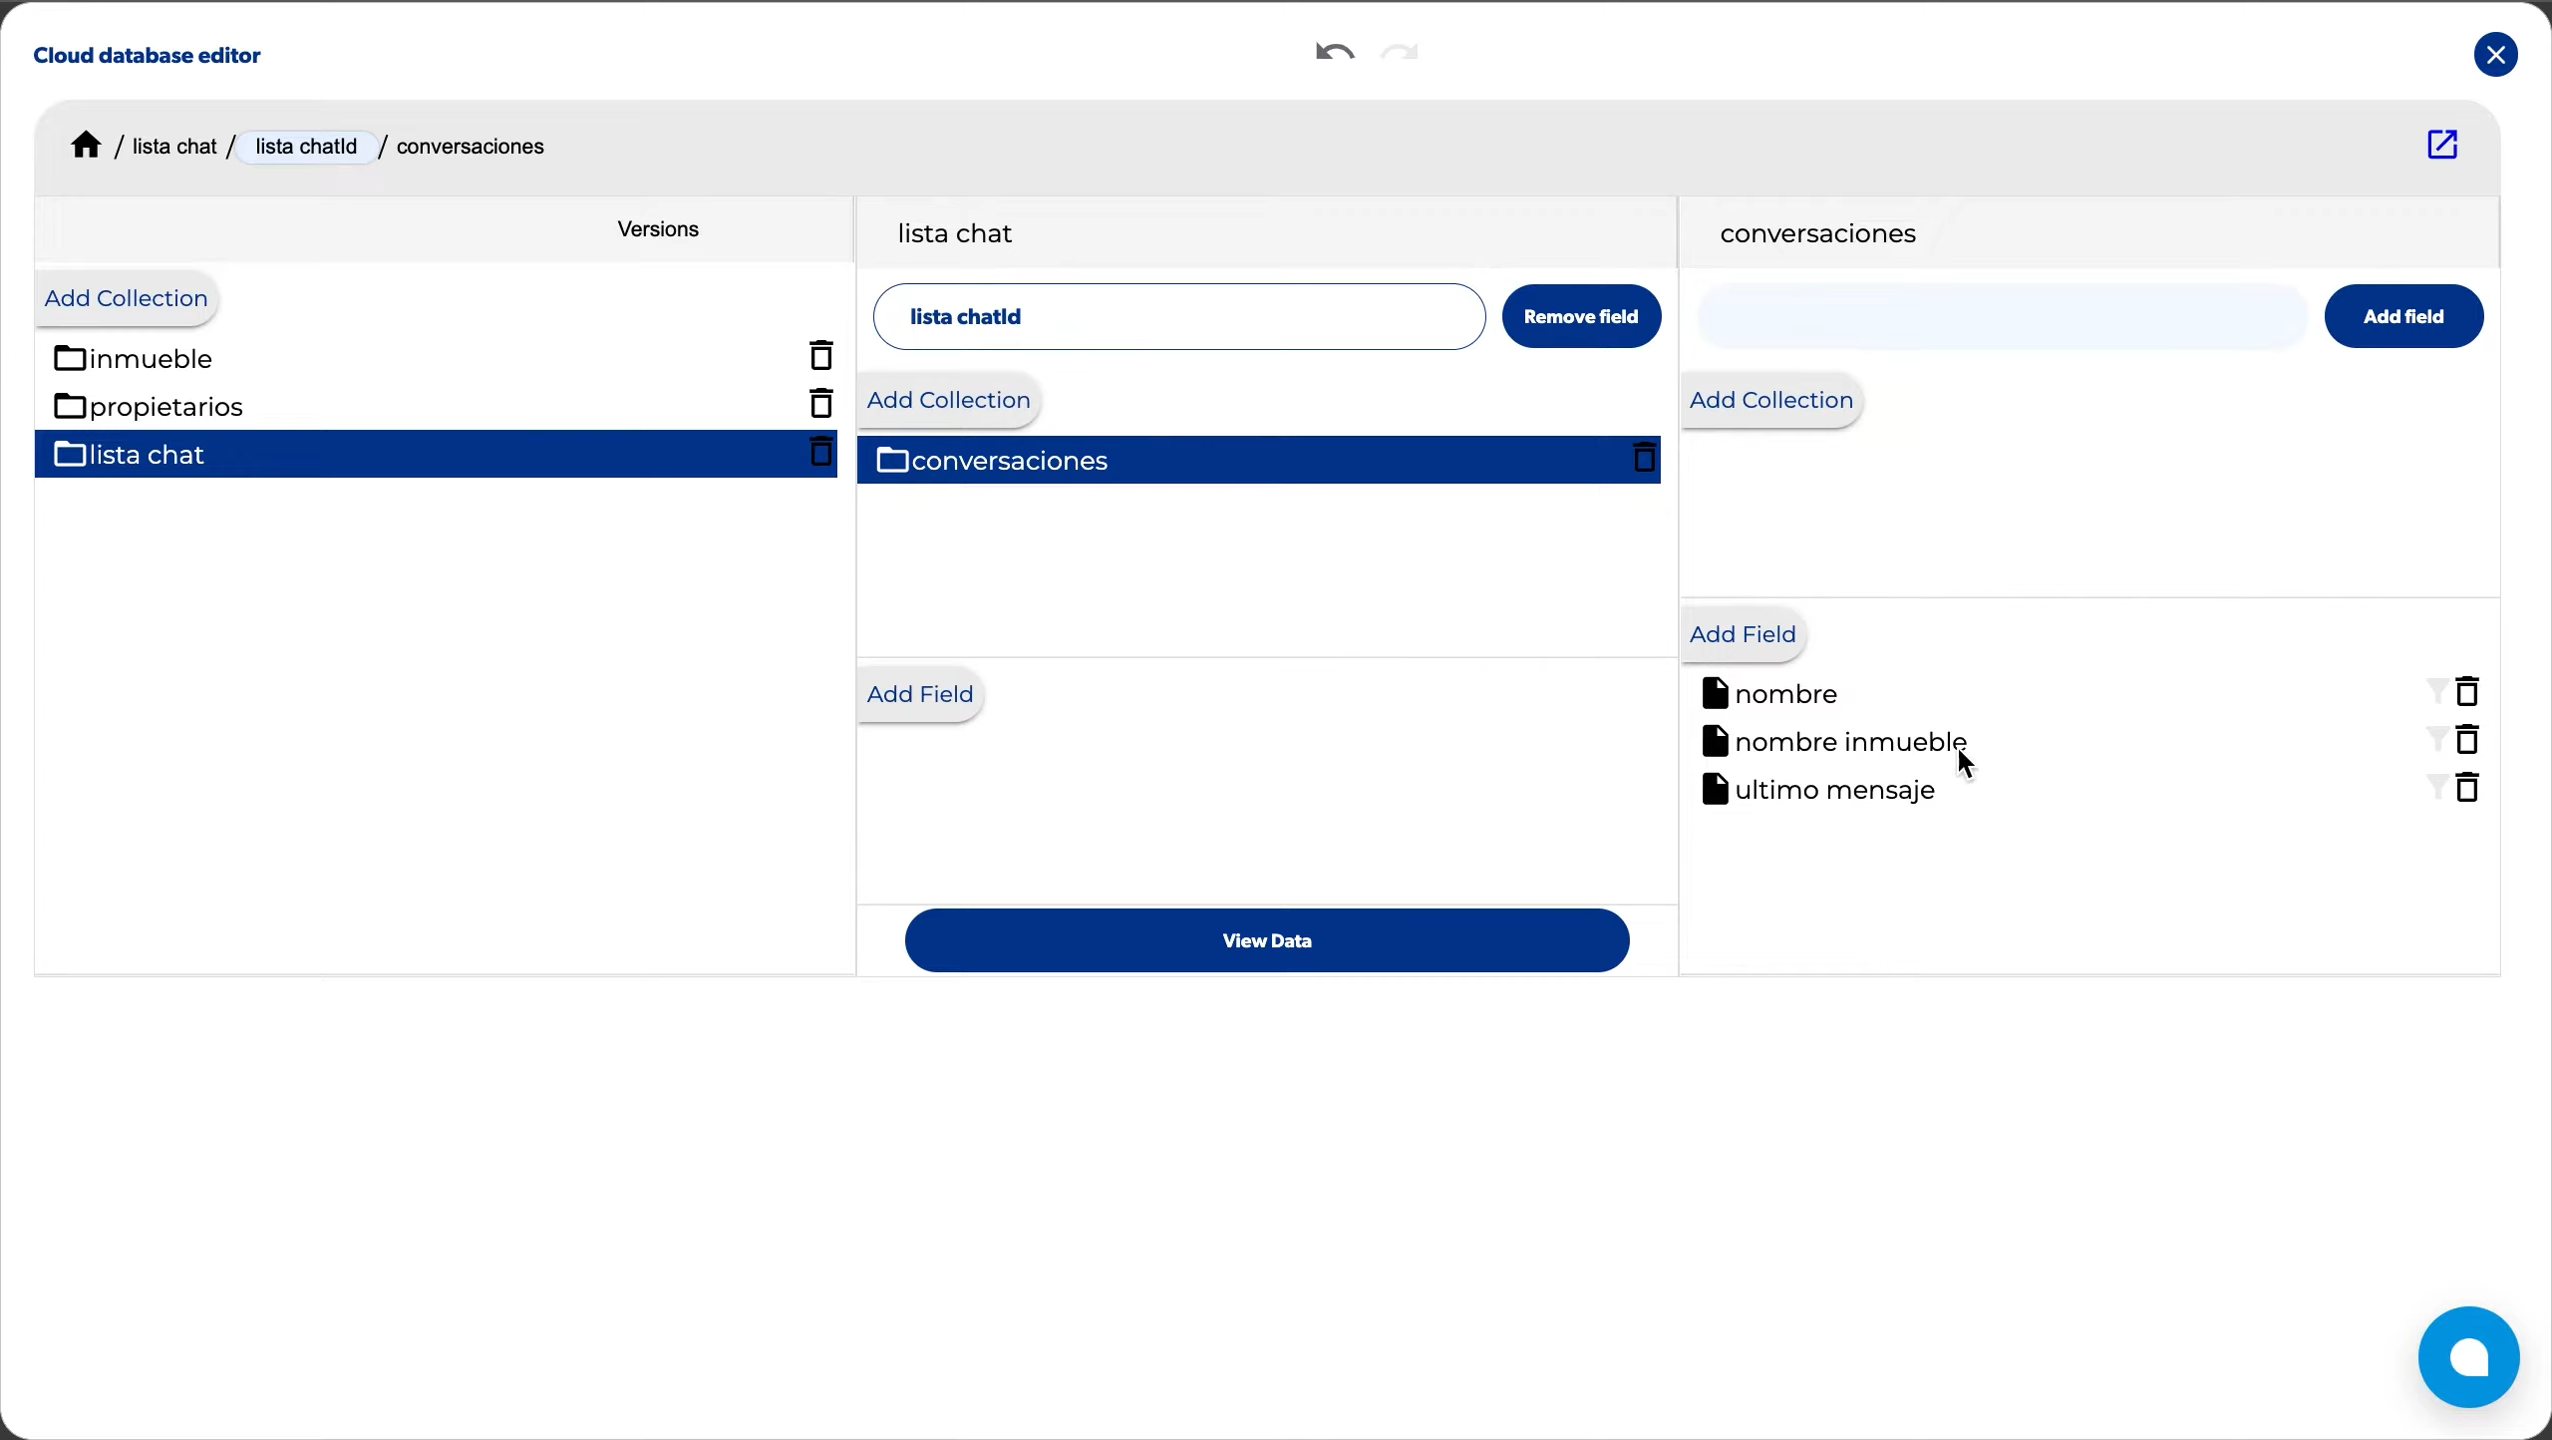 Cloud database editor
/ lista chat / lista chatId / conversaciones
Versions
Add Collection
inmueble
propietarios
lista chat
lista chat
lista chatId
Remove field
Add Collection
conversaciones
Add Field
View Data
conversaciones
Add field
Add Collection
Add Field
nombre
nombre inmueble
ultimo mensaje